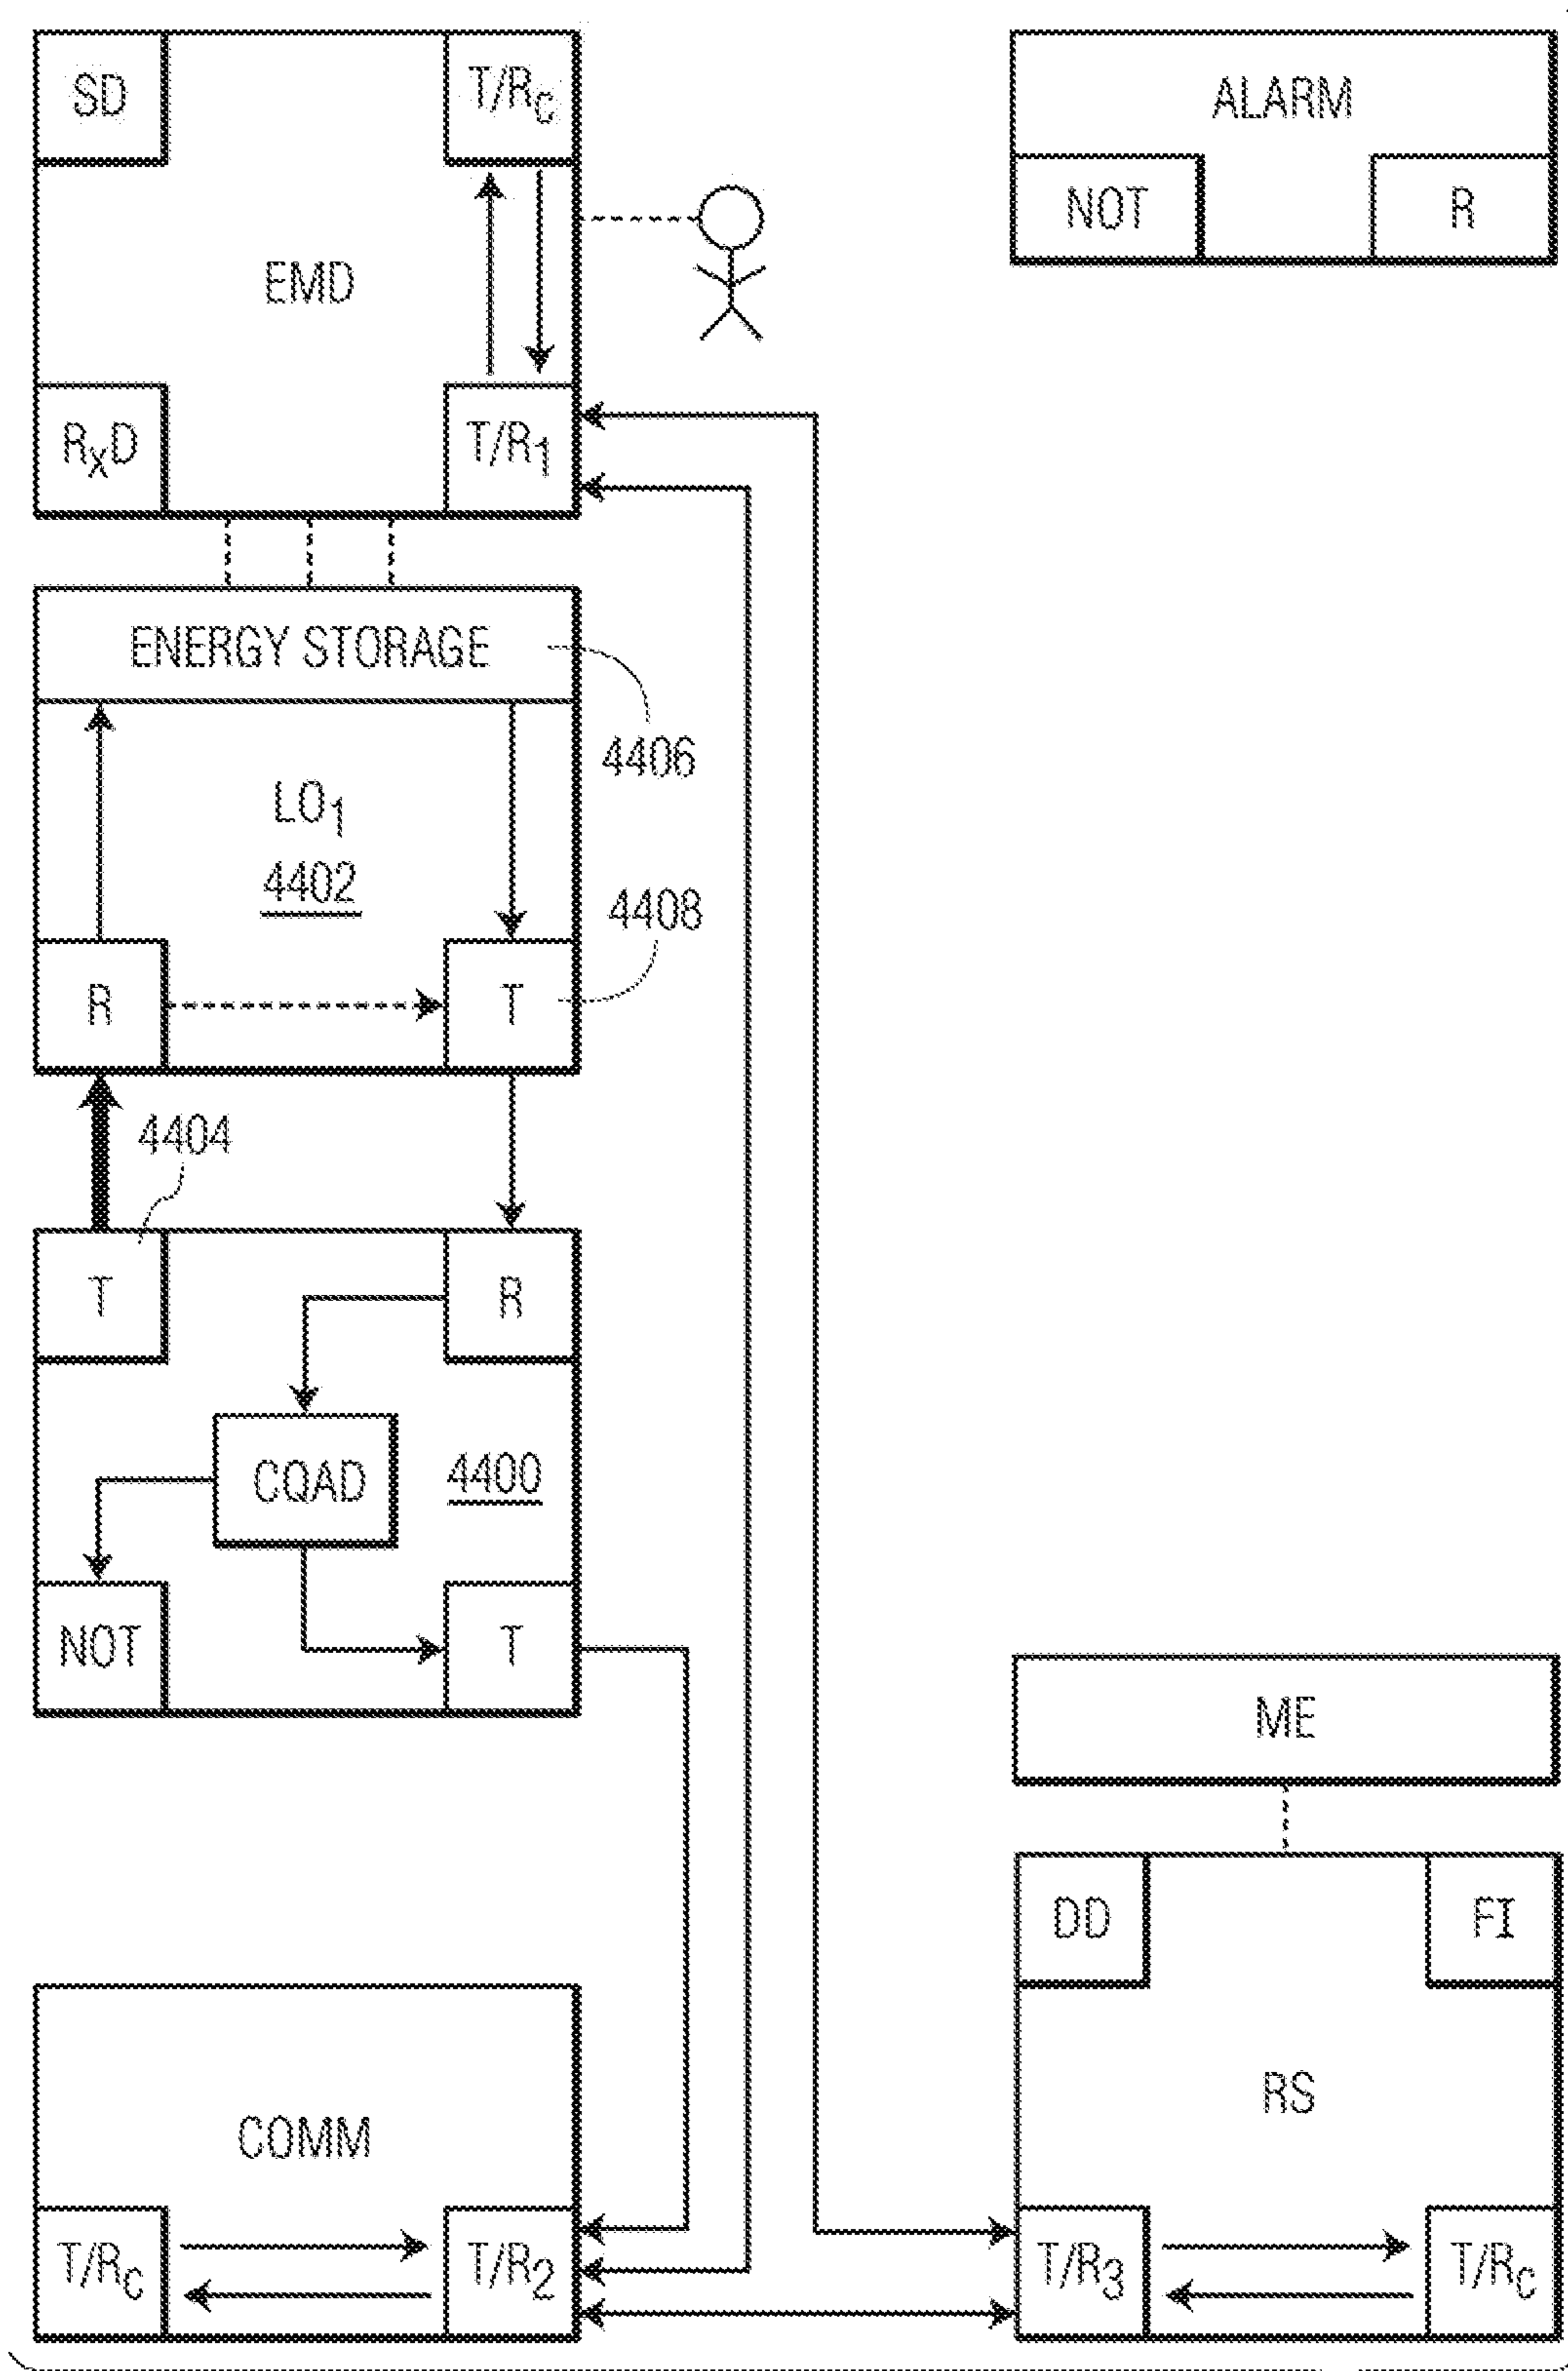 SD
T/RC
ALARM
NOT
R
EMD
RXD
T/R1
ENERGY STORAGE
4406
LO1
4402
4408
R
T
4404
T
R
CQAD
4400
NOT
T
ME
DD
FI
RS
COMM
T/RC
T/R2
T/R3
T/RC